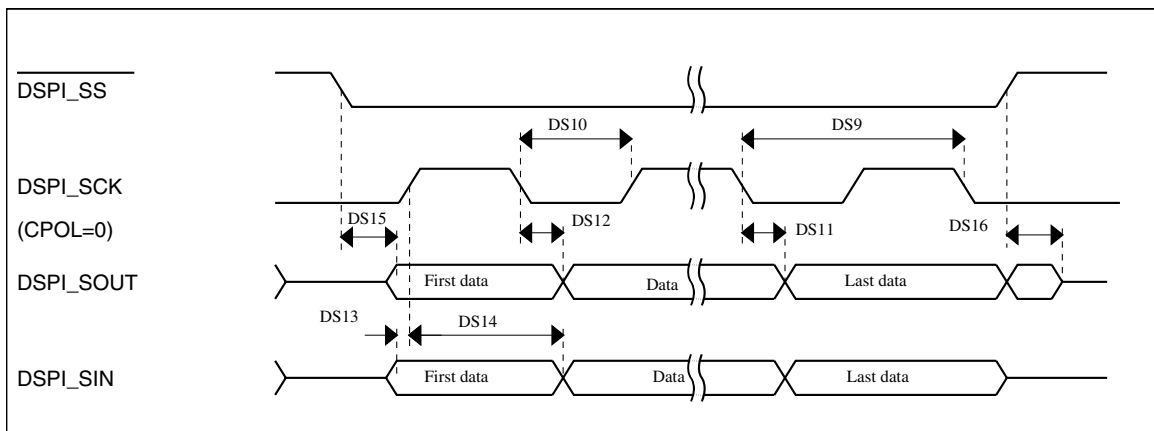 DSPI_SS
DS10
DS9
DSPI_SCK
DS15
DS12
DS11
DS16
(CPOL=0)
DSPI_SOUT
First data
Data
Last data
DS13
DS14
DSPI_SIN
First data
Data
Last data